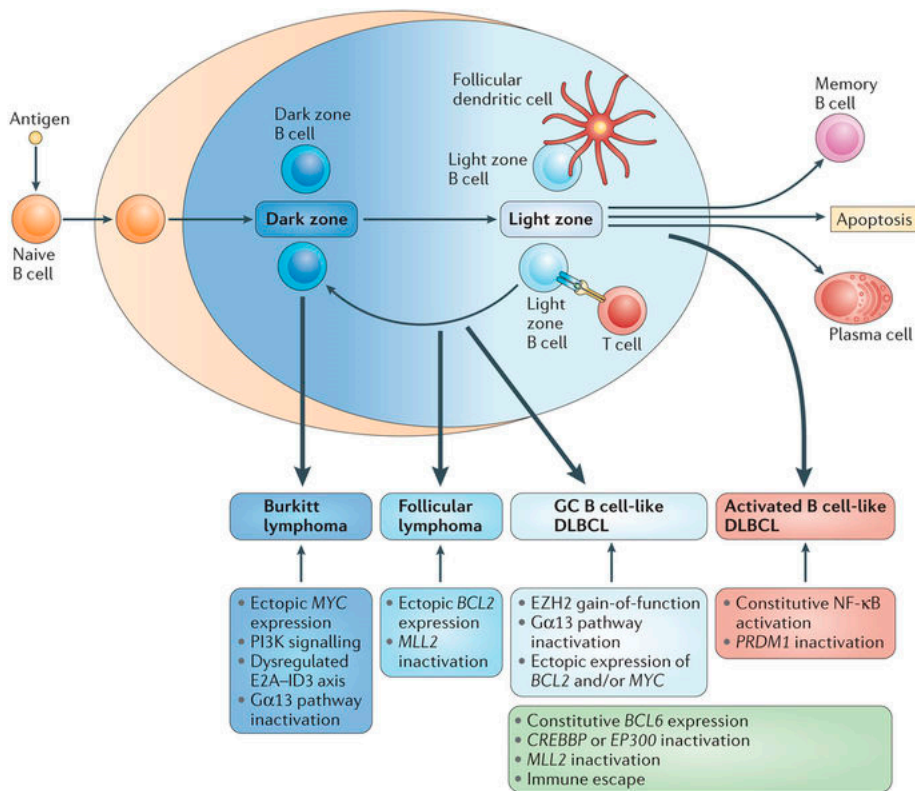 Antigen
Naive
B cell
Dark zone
B cell
Dark zone
Follicular
dendritic cell
Light zone
B cell
Light zone
Light
zone
B cell
T cell
Memory
B cell
Apoptosis
Plasma cell
Burkitt
lymphoma
Follicular
lymphoma
GC B cell-like
DLBCL
Activated B cell-like
DLBCL
• Ectopic MYC
expression
• PI3K signalling
• Dysregulated
E2A–ID3 axis
• Gα13 pathway
inactivation
• Ectopic BCL2
expression
• MLL2
inactivation
• EZH2 gain-of-function
• Gα13 pathway
inactivation
• Ectopic expression of
BCL2 and/or MYC
• Constitutive NF-κB
activation
• PRDM1 inactivation
• Constitutive BCL6 expression
• CREBBP or EP300 inactivation
• MLL2 inactivation
• Immune escape